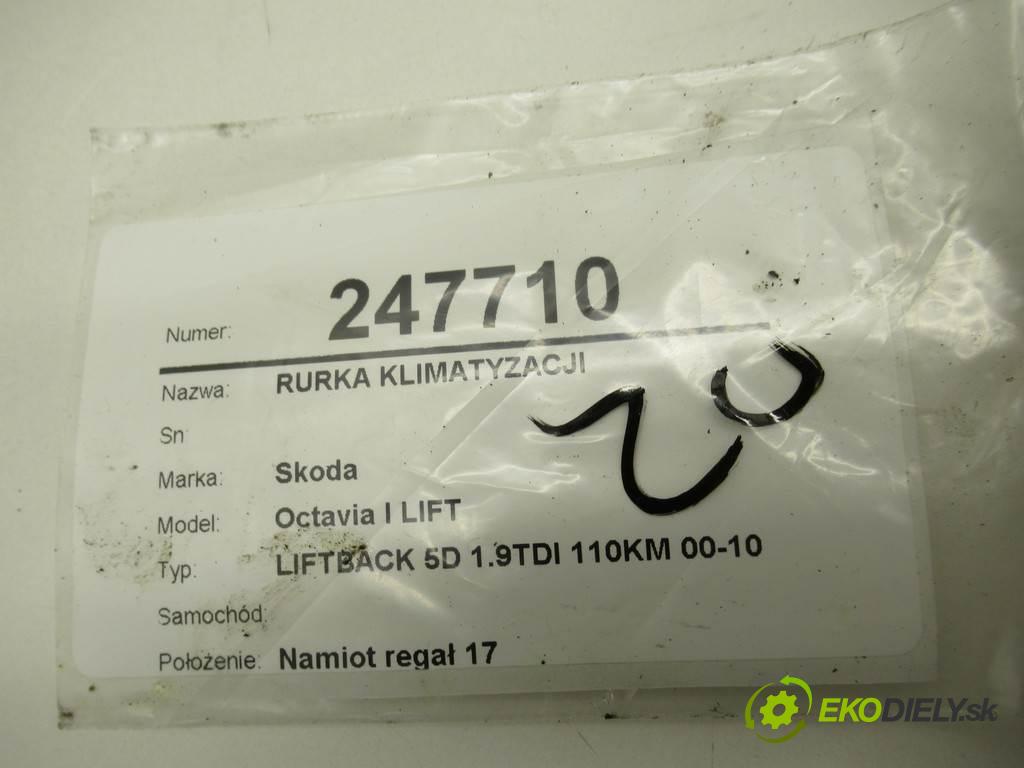 Numer: 247710
Nazwa: RURKA KLIMATYZACJI
Sn
Marka: Skoda
Model: Octavia I LIFT
Typ: LIFTBACK 5D 1.9TDI 110KM 00-10
Samochód:
Położenie: Namiot regał 17
EKODIELY.sk